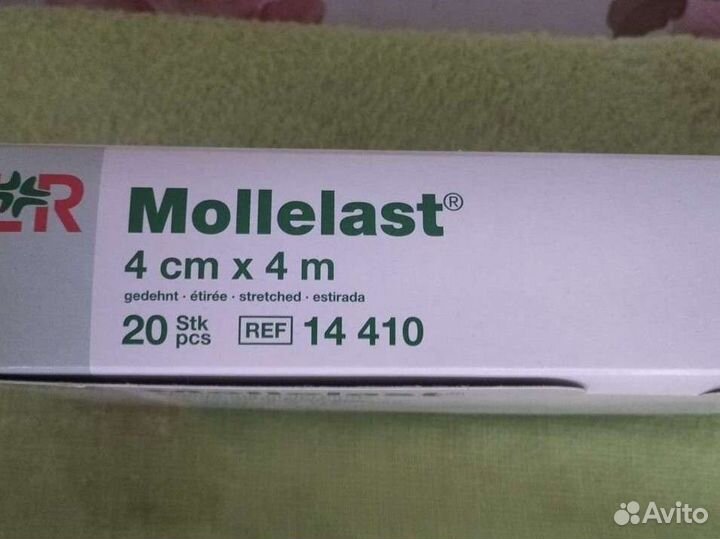 L&R
Mollelast®
4 cm x 4 m
gedehnt · étirée · stretched · estirada
20 Stk pcs REF 14 410
Avito